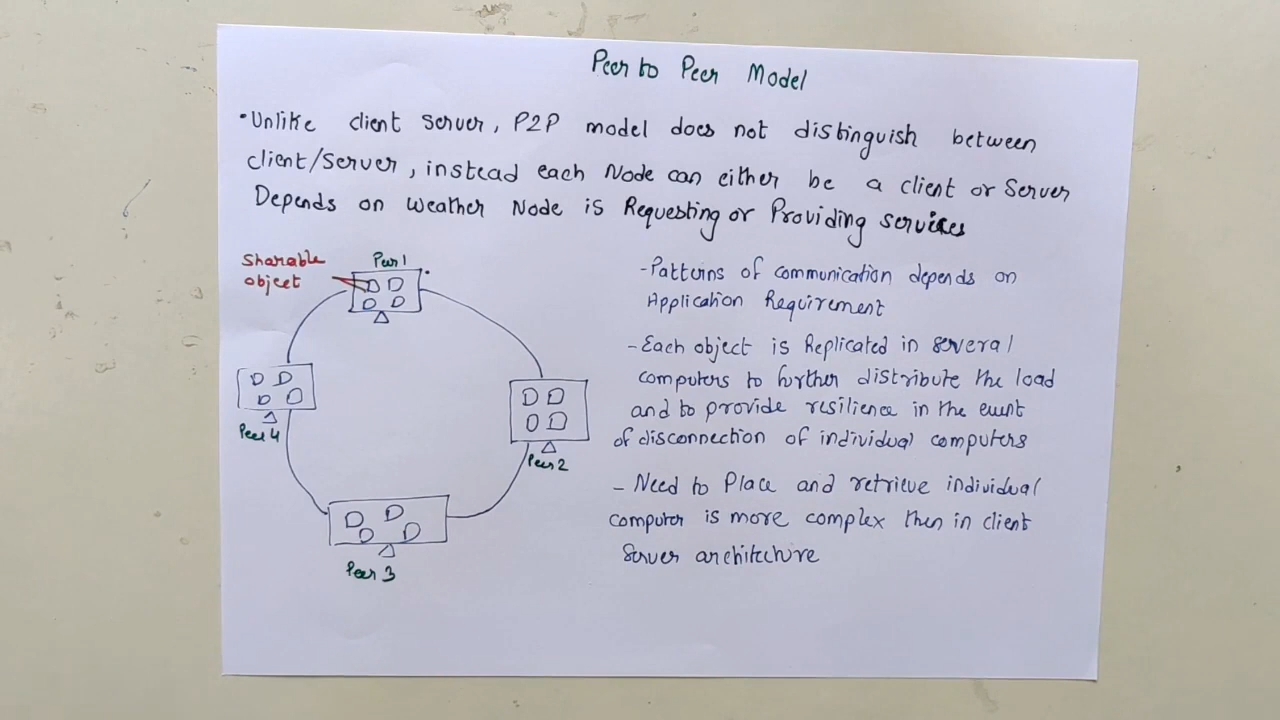 Peer to Peer Model
•Unlike client server, P2P model does not distinguish between
client/server, instead each Node can either be a client or Server
Depends on weather Node is Requesting or Providing services
Sharable
object
Peer 1
Peer 4
Peer 2
Peer 3
-Patterns of communication depends on
Application Requirement
-Each object is Replicated in several
computers to further distribute the load
and to provide resilience in the event
of disconnection of individual computers
- Need to Place and retrieve individual
computer is more complex then in client
Server architecture